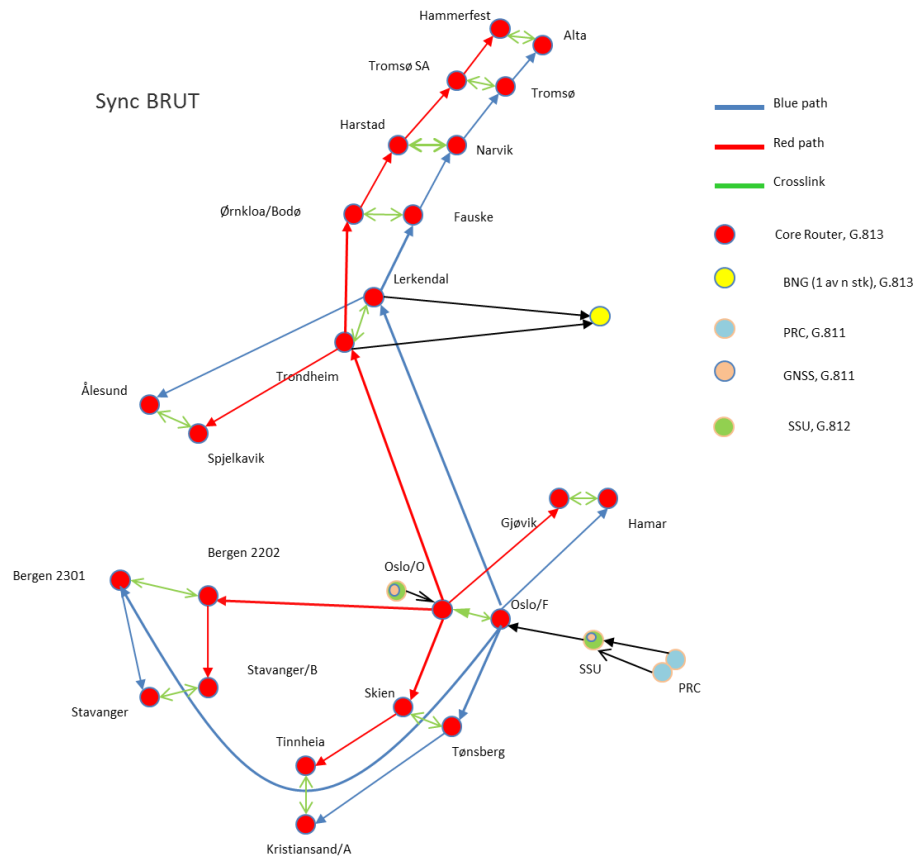 Hammerfest
Alta
Tromsø SA
Tromsø
Sync BRUT
Blue path
Harstad
Narvik
Red path
Crosslink
Ørnkloa/Bodø
Fauske
Core Router, G.813
Lerkendal
BNG (1 av n stk), G.813
PRC, G.811
Trondheim
GNSS, G.811
Ålesund
SSU, G.812
Spjelkavik
Gjøvik
Hamar
Bergen 2202
Oslo/O
Bergen 2301
Oslo/F
Stavanger/B
SSU
PRC
Skien
Stavanger
Tinnheia
Tønsberg
Kristiansand/A